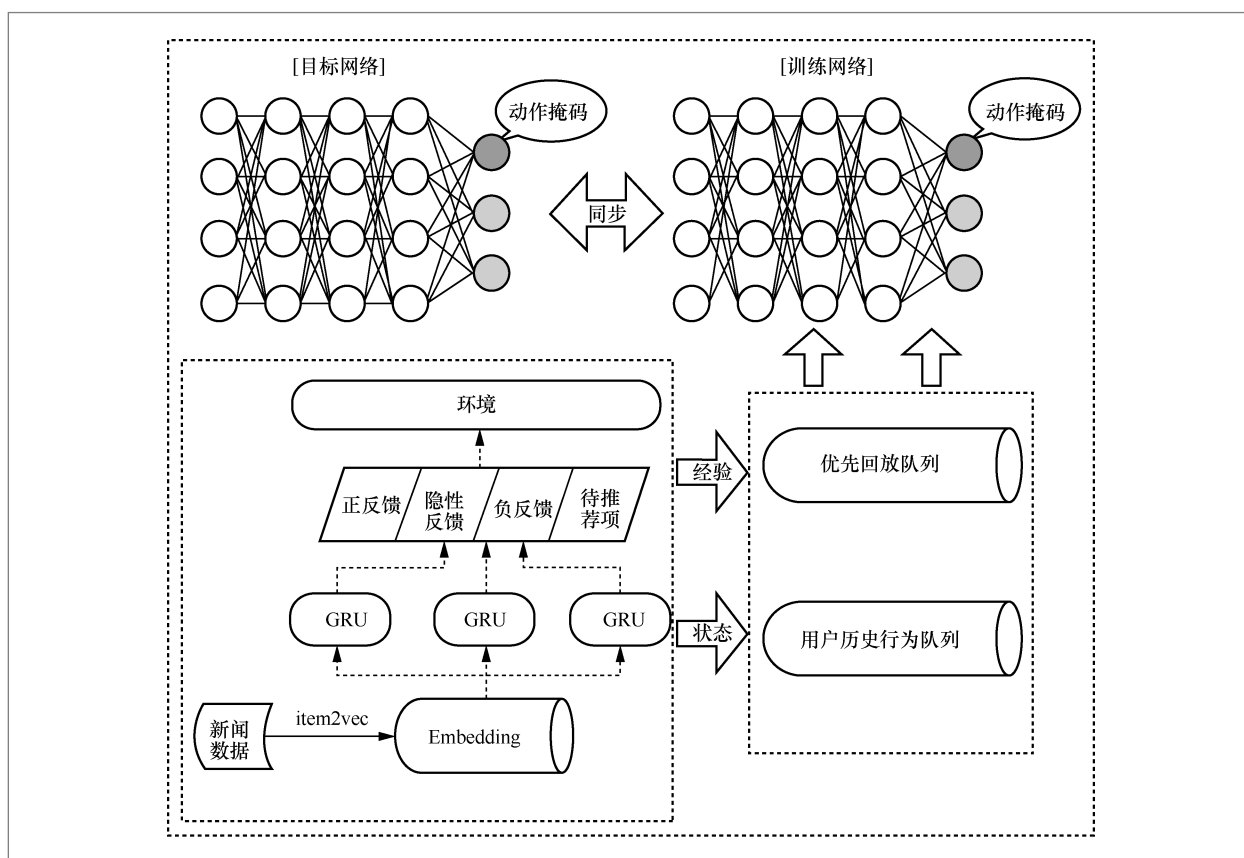 [目标网络]
[训练网络]
动作掩码
动作掩码
同步
环境
正反馈
隐性
反馈
负反馈
待推
荐项
经验
优先回放队列
GRU
GRU
GRU
状态
用户历史行为队列
新闻
数据
item2vec
Embedding